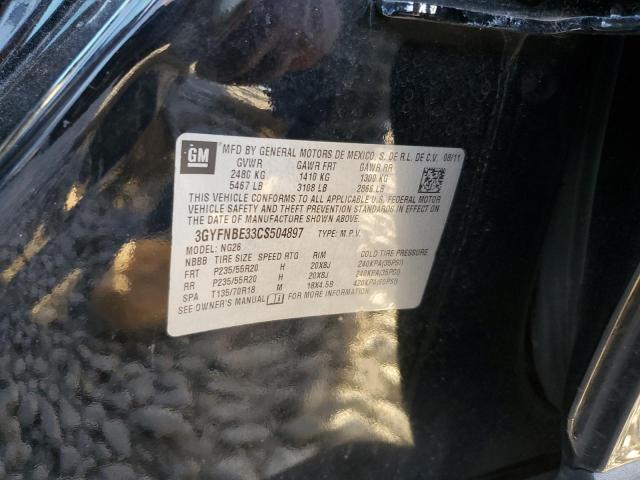 GM
MFD BY GENERAL MOTORS DE MEXICO, S. DE R.L. DE C.V. 08/11
GVWR GAWR FRT GAWR RR
2480 KG 1410 KG 1300 KG
5467 LB 3108 LB 2866 LB
THIS VEHICLE CONFORMS TO ALL APPLICABLE U.S. FEDERAL MOTOR
VEHICLE SAFETY AND THEFT PREVENTION STANDARDS IN EFFECT ON
THE DATE OF MANUFACTURE SHOWN ABOVE.
3GYFNBE33CS504897 TYPE: M.P.V.
MODEL: NG26
NBBB TIRE SIZE SPEED RTG RIM COLD TIRE PRESSURE
FRT P235/55R20 H 20X8J 240KPA(35PSI)
RR P235/55R20 H 20X8J 240KPA(35PSI)
SPA T135/70R18 M 18X4.5B 420KPA(60PSI)
SEE OWNER'S MANUAL FOR MORE INFORMATION.